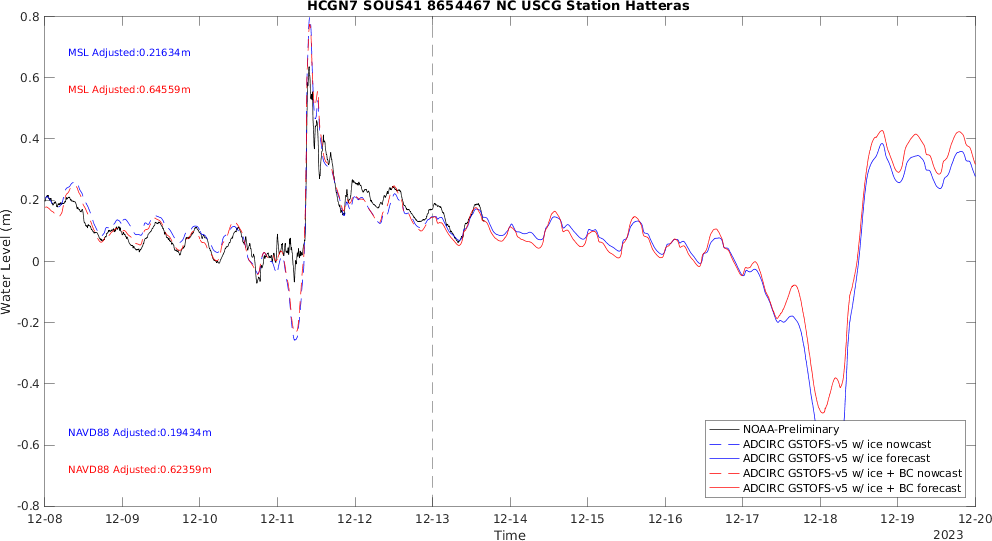 HCGN7 SOUS41 8654467 NC USCG Station Hatteras
0.8
MSL Adjusted:0.21634m
0.6
MSL Adjusted:0.64559m
0.4
0.2
Water Level (m)
0
-0.2
-0.4
NAVD88 Adjusted:0.19434m
NOAA-Preliminary
-0.6
ADCIRC GSTOFS-v5 w/ ice nowcast
ADCIRC GSTOFS-v5 w/ ice forecast
NAVD88 Adjusted:0.62359m
ADCIRC GSTOFS-v5 w/ ice + BC nowcast
ADCIRC GSTOFS-v5 w/ ice + BC forecast
-0.8
12-08 12-09 12-10 12-11 12-12 12-13 12-14 12-15 12-16 12-17 12-18 12-19 12-20
Time
2023